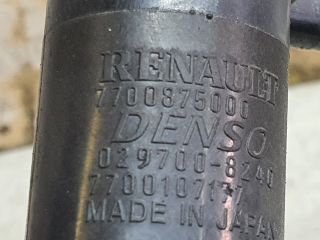 RENAULT
7700875000
DENSO
029700-8240
7700107177
MADE IN JAPAN